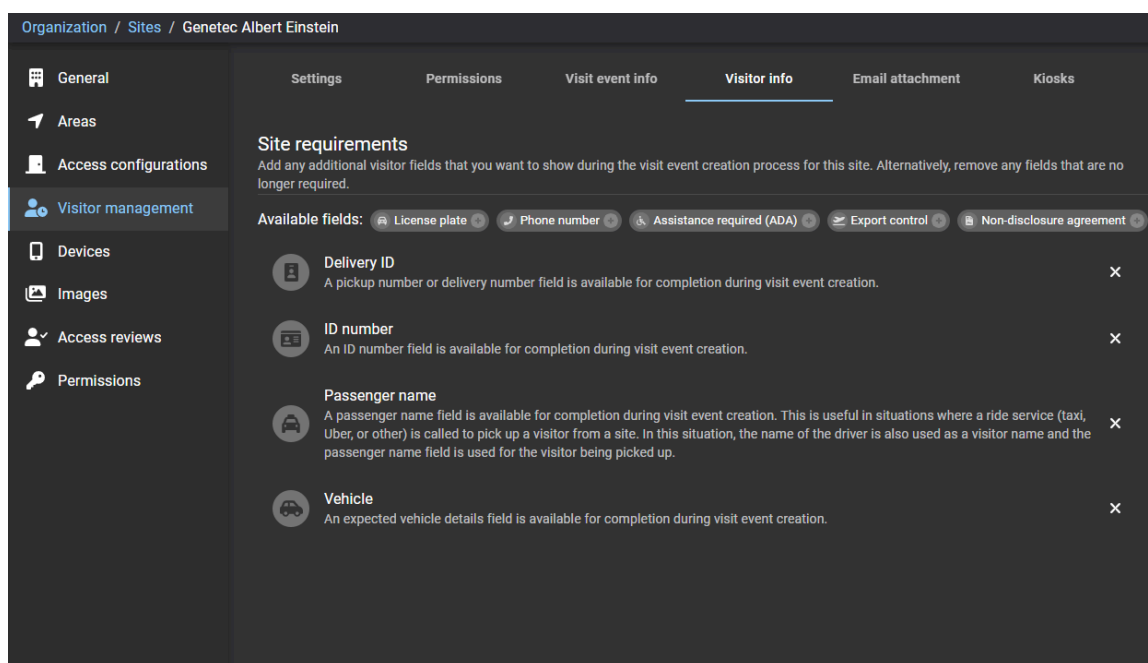 Organization / Sites / Genetec Albert Einstein
General
Areas
Access configurations
Visitor management
Devices
Images
Access reviews
Permissions
Settings Permissions Visit event info Visitor info Email attachment Kiosks
Site requirements
Add any additional visitor fields that you want to show during the visit event creation process for this site. Alternatively, remove any fields that are no
longer required.
Available fields: License plate Phone number Assistance required (ADA) Export control Non-disclosure agreement
Delivery ID
A pickup number or delivery number field is available for completion during visit event creation.
ID number
An ID number field is available for completion during visit event creation.
Passenger name
A passenger name field is available for completion during visit event creation. This is useful in situations where a ride service (taxi,
Uber, or other) is called to pick up a visitor from a site. In this situation, the name of the driver is also used as a visitor name and the
passenger name field is used for the visitor being picked up.
Vehicle
An expected vehicle details field is available for completion during visit event creation.